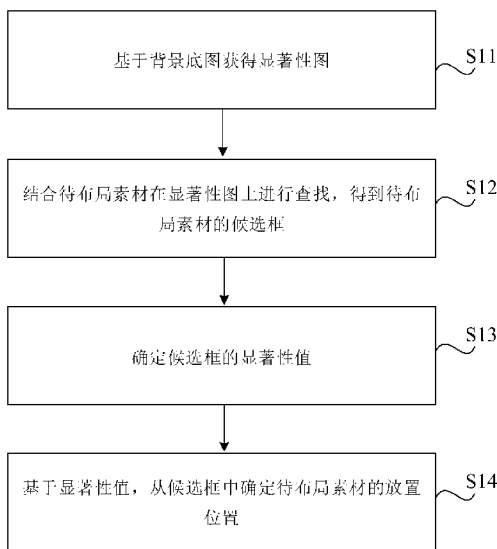 基于背景底图获得显著性图
S11
结合待布局素材在显著性图上进行查找，得到待布
局素材的候选框
S12
确定候选框的显著性值
S13
基于显著性值，从候选框中确定待布局素材的放置
位置
S14